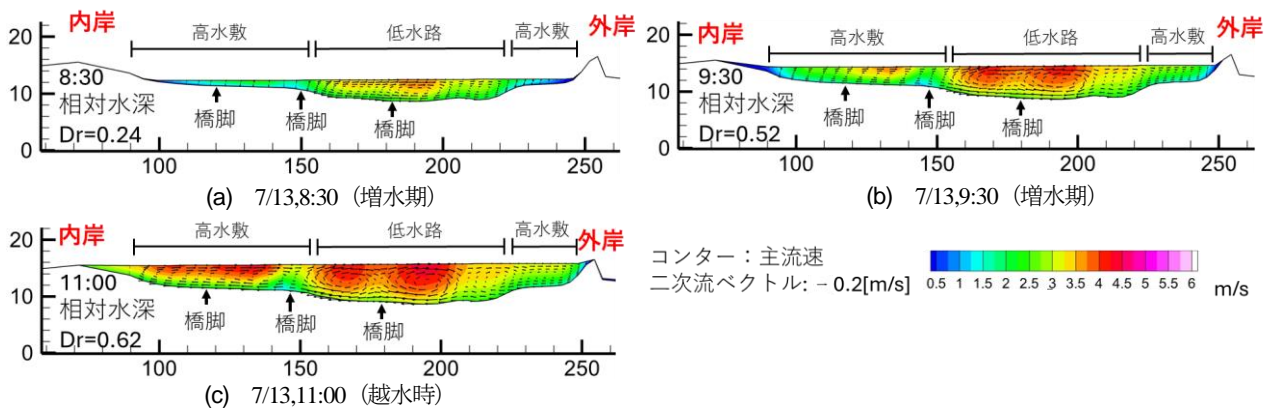 内岸
高水敷
低水路
高水敷
外岸
20
10
0
8:30
相対水深
Dr=0.24
橋脚
橋脚
橋脚
100
150
200
250
(a) 7/13,8:30 (増水期)
内岸
高水敷
低水路
高水敷
外岸
20
10
0
9:30
相対水深
Dr=0.52
橋脚
橋脚
橋脚
100
150
200
250
(b) 7/13,9:30 (増水期)
内岸
高水敷
低水路
高水敷
外岸
20
10
0
11:00
相対水深
Dr=0.62
橋脚
橋脚
橋脚
100
150
200
250
(c) 7/13,11:00 (越水時)
コンター：主流速
二次流ベクトル: − 0.2[m/s]
0.5 1 1.5 2 2.5 3 3.5 4 4.5 5 5.5 6 m/s